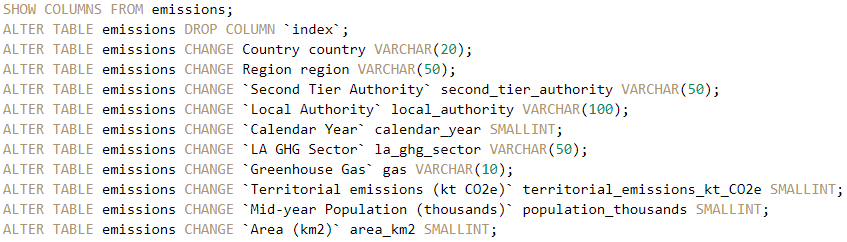 SHOW COLUMNS FROM emissions;
ALTER TABLE emissions DROP COLUMN `index`;
ALTER TABLE emissions CHANGE Country country VARCHAR(20);
ALTER TABLE emissions CHANGE Region region VARCHAR(50);
ALTER TABLE emissions CHANGE `Second Tier Authority` second_tier_authority VARCHAR(50);
ALTER TABLE emissions CHANGE `Local Authority` local_authority VARCHAR(100);
ALTER TABLE emissions CHANGE `Calendar Year` calendar_year SMALLINT;
ALTER TABLE emissions CHANGE `LA GHG Sector` la_ghg_sector VARCHAR(50);
ALTER TABLE emissions CHANGE `Greenhouse Gas` gas VARCHAR(10);
ALTER TABLE emissions CHANGE `Territorial emissions (kt CO2e)` territorial_emissions_kt_CO2e SMALLINT;
ALTER TABLE emissions CHANGE `Mid-year Population (thousands)` population_thousands SMALLINT;
ALTER TABLE emissions CHANGE `Area (km2)` area_km2 SMALLINT;